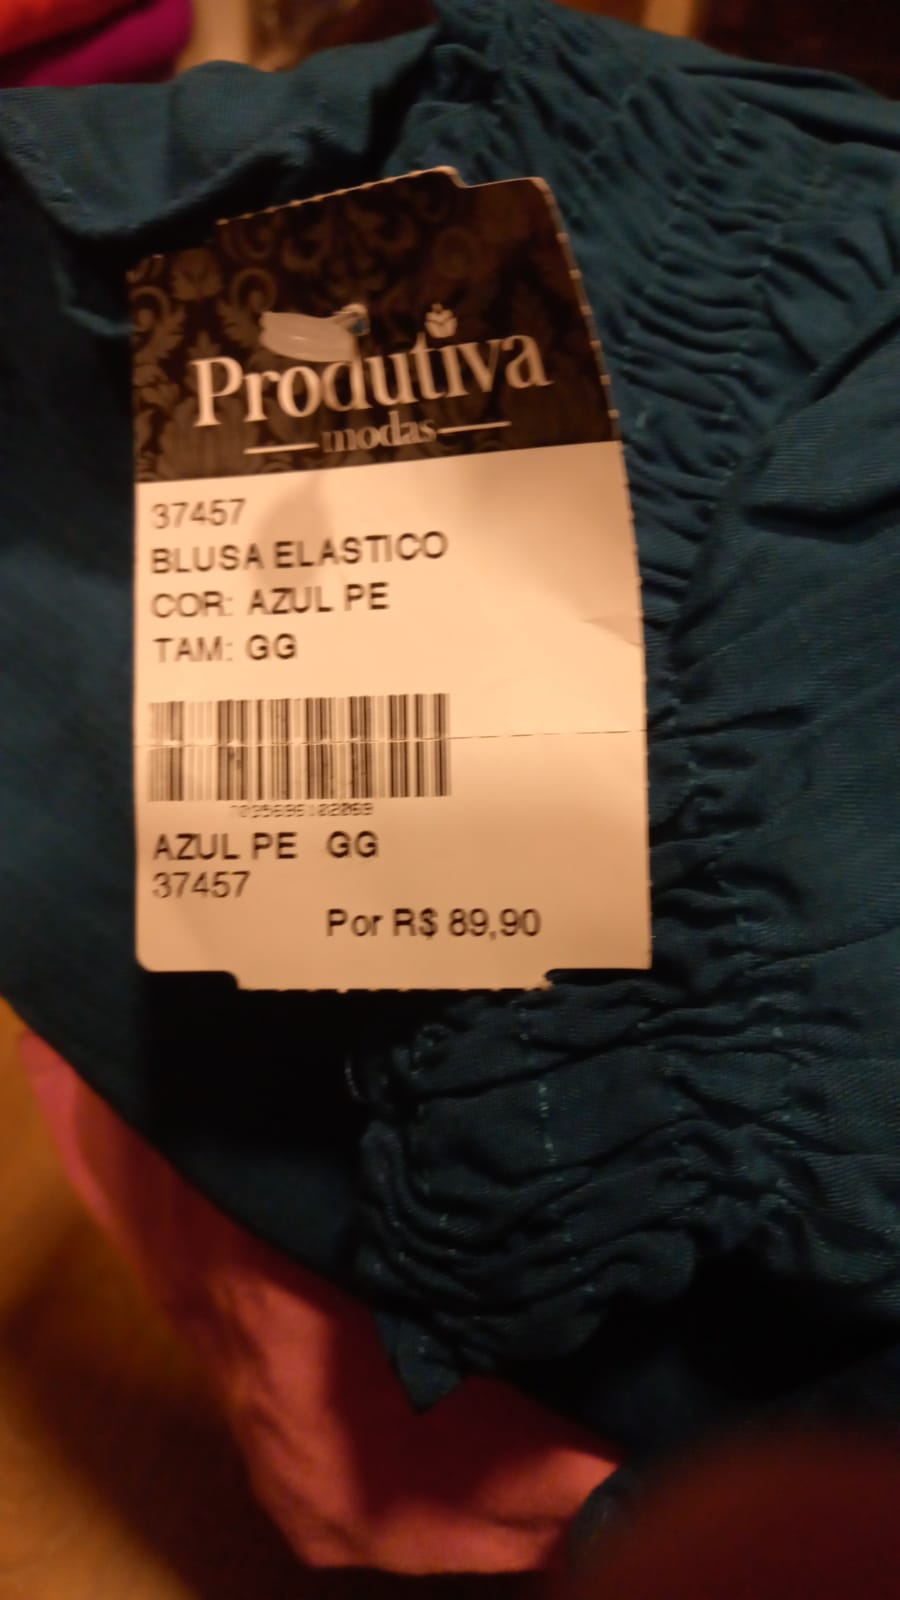 Produtiva
modas
37457
BLUSA ELASTICO
COR: AZUL PE
TAM: GG
AZUL PE GG
37457
Por R$ 89,90